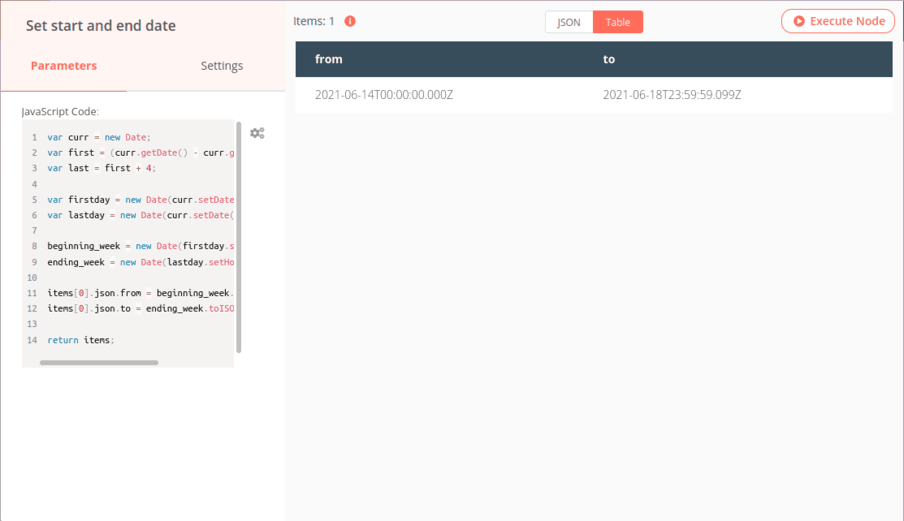 Set start and end date
Parameters
Settings
JavaScript Code:
1 var curr = new Date;
2 var first = (curr.getDate() - curr.g
3 var last = first + 4;
4
5 var firstday = new Date(curr.setDate
6 var lastday = new Date(curr.setDate(
7
8 beginning_week = new Date(firstday.s
9 ending_week = new Date(lastday.setHo
10
11 items[0].json.from = beginning_week.
12 items[0].json.to = ending_week.toISO
13
14 return items;
Items: 1
JSON
Table
Execute Node
from to
2021-06-14T00:00:00.000Z 2021-06-18T23:59:59.099Z